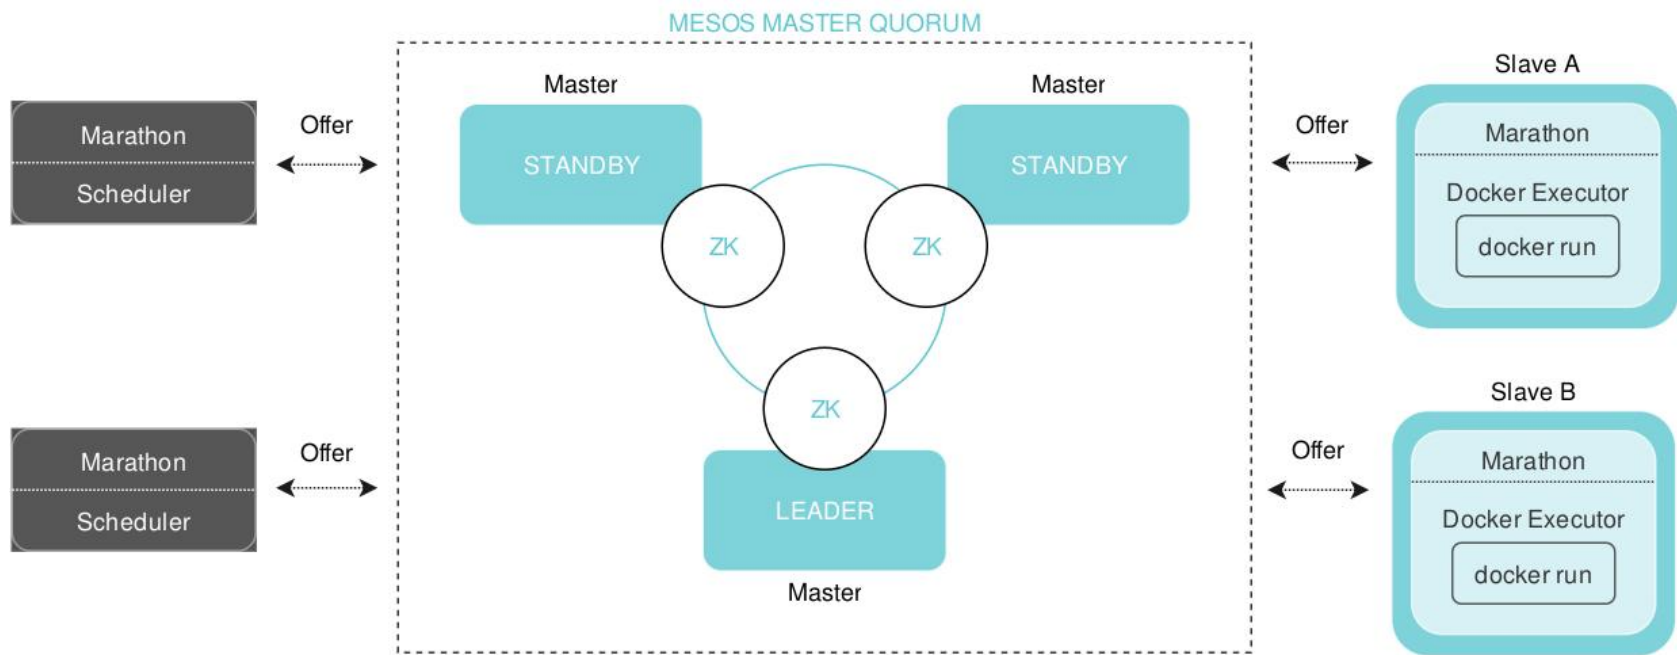 MESOS MASTER QUORUM
Marathon
Scheduler
Offer
Marathon
Scheduler
Offer
Master
STANDBY
Master
STANDBY
ZK
ZK
ZK
LEADER
Master
Offer
Slave A
Marathon
Docker Executor
docker run
Offer
Slave B
Marathon
Docker Executor
docker run